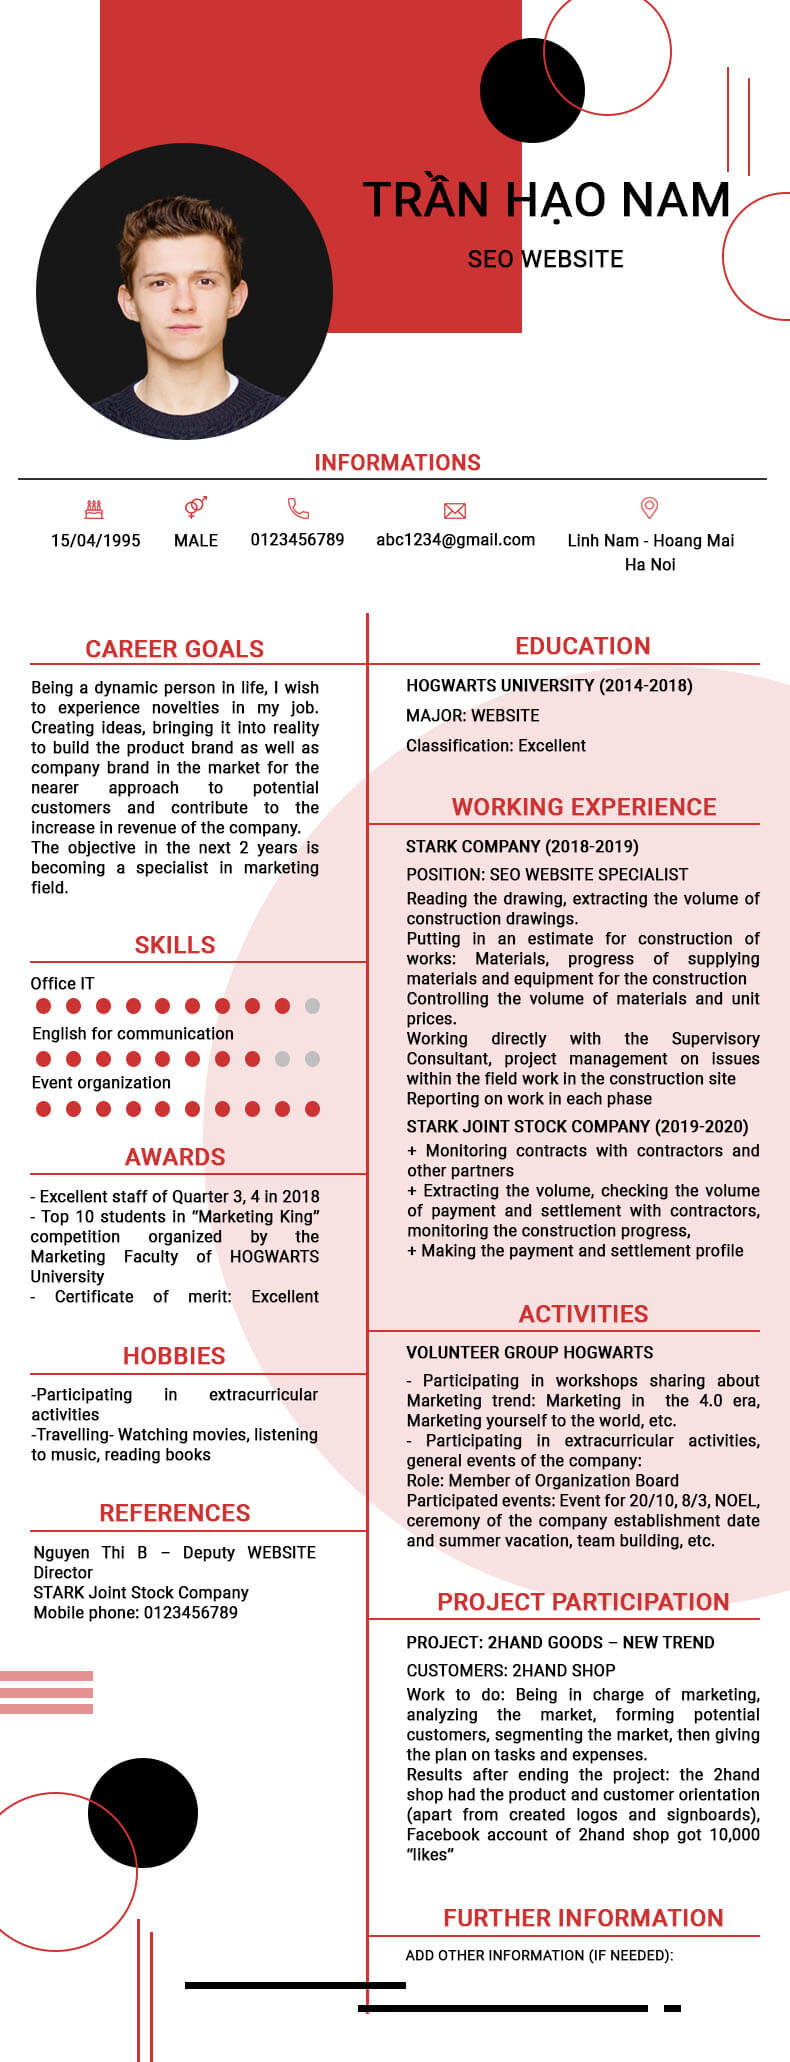 TRẦN HẠO NAM
SEO WEBSITE
INFORMATIONS
15/04/1995
MALE
0123456789
abc1234@gmail.com
Linh Nam - Hoang Mai
Ha Noi
CAREER GOALS
Being a dynamic person in life, I wish
to experience novelties in my job.
Creating ideas, bringing it into reality
to build the product brand as well as
company brand in the market for the
nearer approach to potential
customers and contribute to the
increase in revenue of the company.
The objective in the next 2 years is
becoming a specialist in marketing
field.
SKILLS
Office IT
English for communication
Event organization
AWARDS
- Excellent staff of Quarter 3, 4 in 2018
- Top 10 students in “Marketing King”
competition organized by the
Marketing Faculty of HOGWARTS
University
- Certificate of merit: Excellent
HOBBIES
-Participating in extracurricular
activities
-Travelling- Watching movies, listening
to music, reading books
REFERENCES
Nguyen Thi B – Deputy WEBSITE
Director
STARK Joint Stock Company
Mobile phone: 0123456789
EDUCATION
HOGWARTS UNIVERSITY (2014-2018)
MAJOR: WEBSITE
Classification: Excellent
WORKING EXPERIENCE
STARK COMPANY (2018-2019)
POSITION: SEO WEBSITE SPECIALIST
Reading the drawing, extracting the volume of
construction drawings.
Putting in an estimate for construction of
works: Materials, progress of supplying
materials and equipment for the construction
Controlling the volume of materials and unit
prices.
Working directly with the Supervisory
Consultant, project management on issues
within the field work in the construction site
Reporting on work in each phase
STARK JOINT STOCK COMPANY (2019-2020)
+ Monitoring contracts with contractors and
other partners
+ Extracting the volume, checking the volume
of payment and settlement with contractors,
monitoring the construction progress,
+ Making the payment and settlement profile
ACTIVITIES
VOLUNTEER GROUP HOGWARTS
- Participating in workshops sharing about
Marketing trend: Marketing in the 4.0 era,
Marketing yourself to the world, etc.
- Participating in extracurricular activities,
general events of the company:
Role: Member of Organization Board
Participated events: Event for 20/10, 8/3, NOEL,
ceremony of the company establishment date
and summer vacation, team building, etc.
PROJECT PARTICIPATION
PROJECT: 2HAND GOODS – NEW TREND
CUSTOMERS: 2HAND SHOP
Work to do: Being in charge of marketing,
analyzing the market, forming potential
customers, segmenting the market, then giving
the plan on tasks and expenses.
Results after ending the project: the 2hand
shop had the product and customer orientation
(apart from created logos and signboards),
Facebook account of 2hand shop got 10,000
“likes”
FURTHER INFORMATION
ADD OTHER INFORMATION (IF NEEDED):